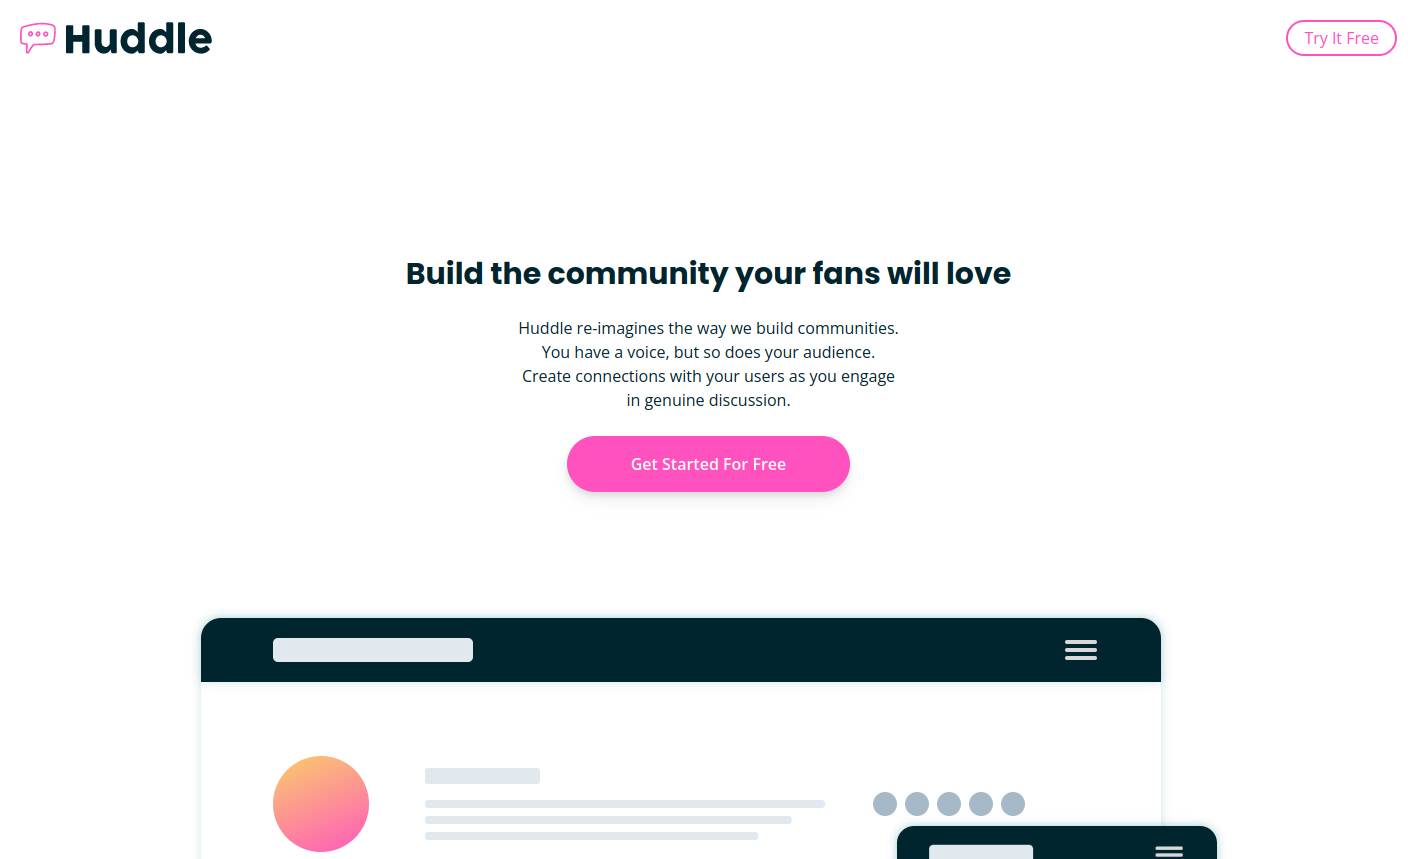 Huddle
Try It Free
Build the community your fans will love
Huddle re-imagines the way we build communities.
You have a voice, but so does your audience.
Create connections with your users as you engage
in genuine discussion.
Get Started For Free